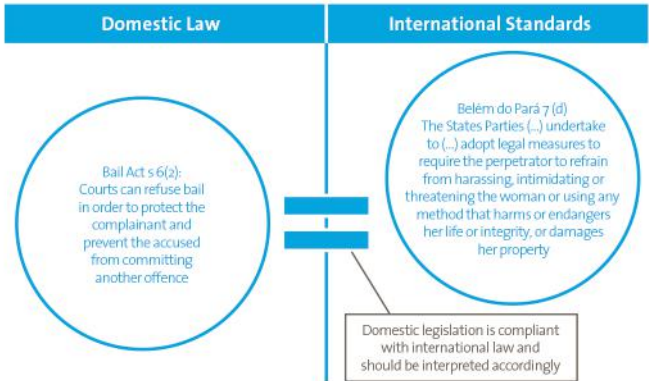 Domestic Law
International Standards
Bail Act s 6(2):
Courts can refuse bail
in order to protect the
complainant and
prevent the accused
from committing
another offence
Belém do Pará 7 (d)
The States Parties (...) undertake
to (...) adopt legal measures to
require the perpetrator to refrain
from harassing, intimidating or
threatening the woman or using any
method that harms or endangers
her life or integrity, or damages
her property
Domestic legislation is compliant
with international law and
should be interpreted accordingly